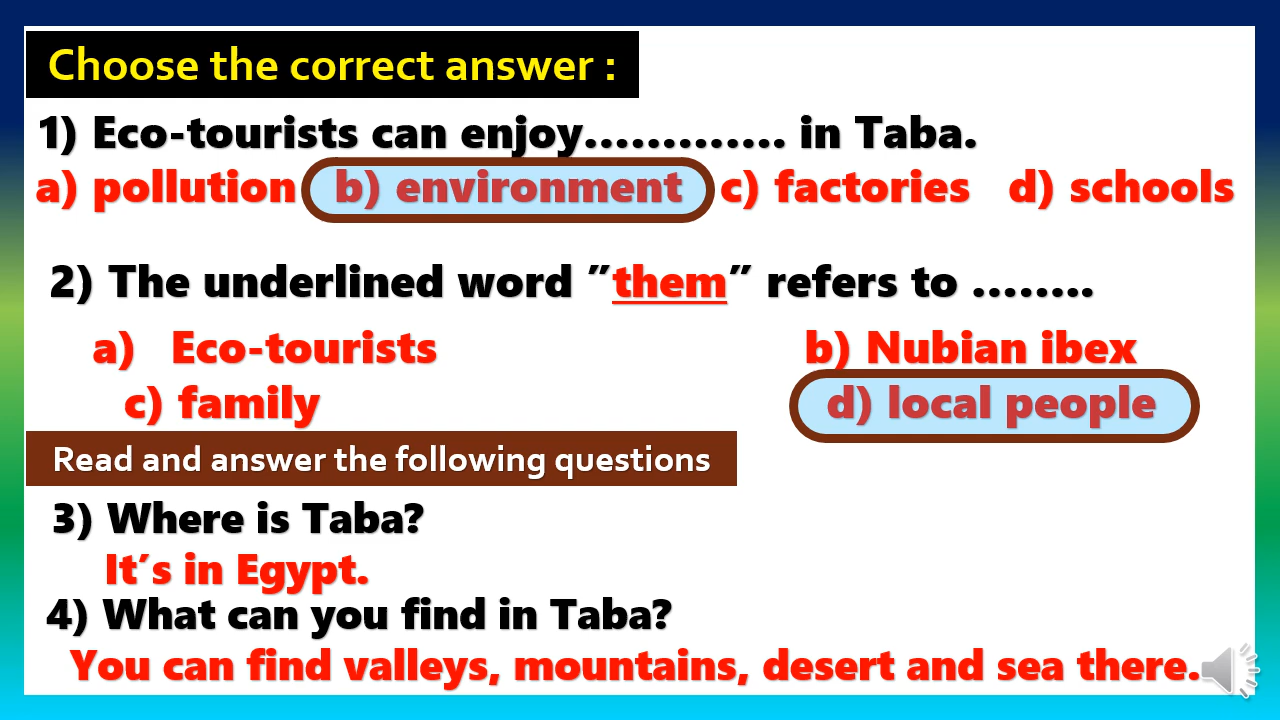 Choose the correct answer :
1) Eco-tourists can enjoy............. in Taba.
a) pollution b) environment c) factories d) schools
2) The underlined word ”them” refers to ........
a) Eco-tourists b) Nubian ibex
c) family d) local people
Read and answer the following questions
3) Where is Taba?
It´s in Egypt.
4) What can you find in Taba?
You can find valleys, mountains, desert and sea there.